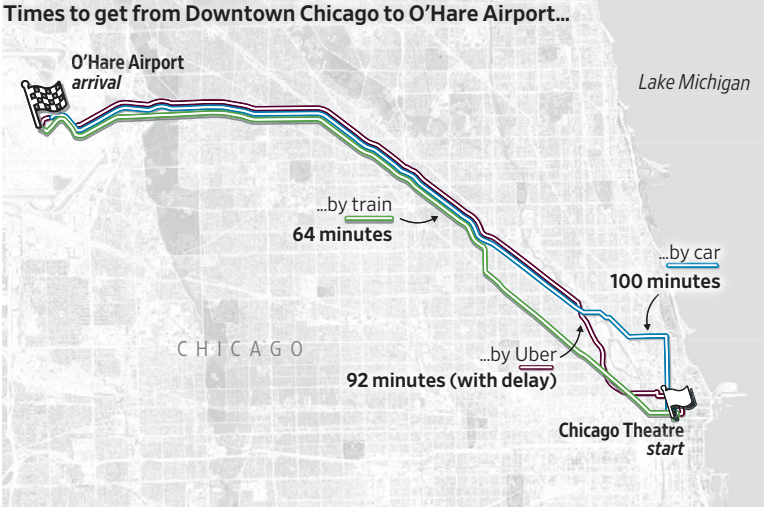 Times to get from Downtown Chicago to O’Hare Airport...
O’Hare Airport
arrival
Lake Michigan
...by train
64 minutes
...by car
100 minutes
CHICAGO
...by Uber
92 minutes (with delay)
Chicago Theatre
start